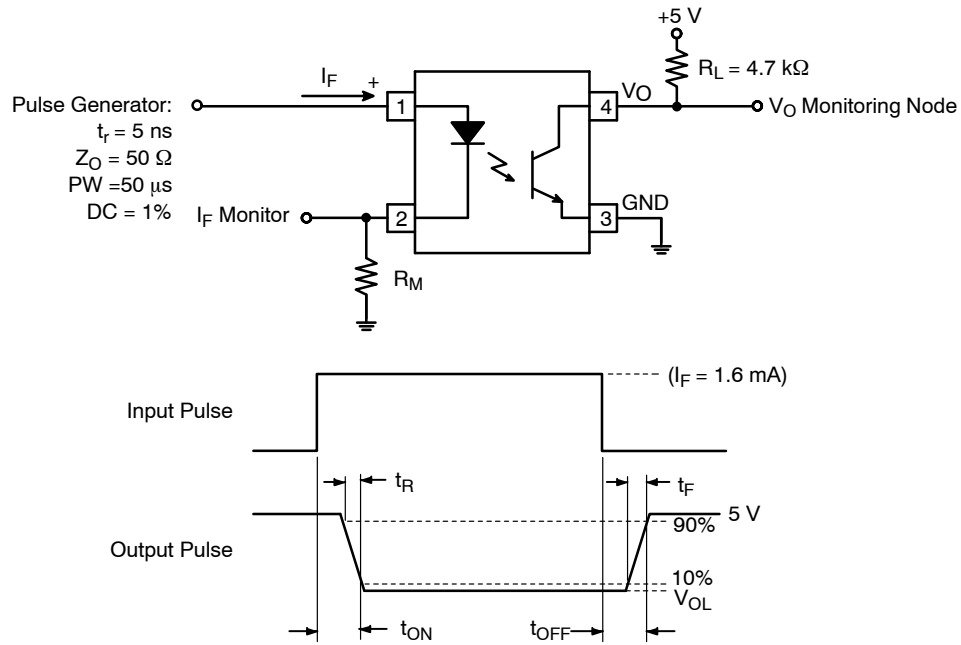 +5 V
R_L = 4.7 kΩ
I_F +
1
4
V_O
V_O Monitoring Node
Pulse Generator:
t_r = 5 ns
Z_O = 50 Ω
PW =50 μs
DC = 1%
I_F Monitor
2
3
GND
R_M
(I_F = 1.6 mA)
Input Pulse
t_R
t_F
5 V
90%
Output Pulse
10%
V_OL
t_ON
t_OFF